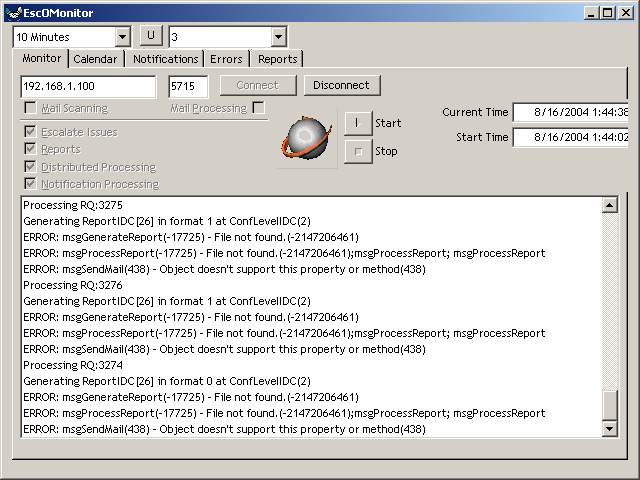 EscOMonitor
10 Minutes U 3
Monitor Calendar Notifications Errors Reports
192.168.1.100 5715 Connect Disconnect
Mail Scanning Mail Processing
Current Time 8/16/2004 1:44:38
Start
Escalate Issues
Start Time 8/16/2004 1:44:02
Reports
Stop
Distributed Processing
Notification Processing
Processing RQ:3275
Generating ReportIDC[26] in format 1 at ConfLevelIDC(2)
ERROR: msgGenerateReport(-17725) - File not found.(-2147206461)
ERROR: msgProcessReport(-17725) - File not found.(-2147206461);msgProcessReport; msgProcessReport
ERROR: msgSendMail(438) - Object doesn't support this property or method(438)
Processing RQ:3276
Generating ReportIDC[26] in format 1 at ConfLevelIDC(2)
ERROR: msgGenerateReport(-17725) - File not found.(-2147206461)
ERROR: msgProcessReport(-17725) - File not found.(-2147206461);msgProcessReport; msgProcessReport
ERROR: msgSendMail(438) - Object doesn't support this property or method(438)
Processing RQ:3274
Generating ReportIDC[26] in format 0 at ConfLevelIDC(2)
ERROR: msgGenerateReport(-17725) - File not found.(-2147206461)
ERROR: msgProcessReport(-17725) - File not found.(-2147206461);msgProcessReport; msgProcessReport
ERROR: msgSendMail(438) - Object doesn't support this property or method(438)